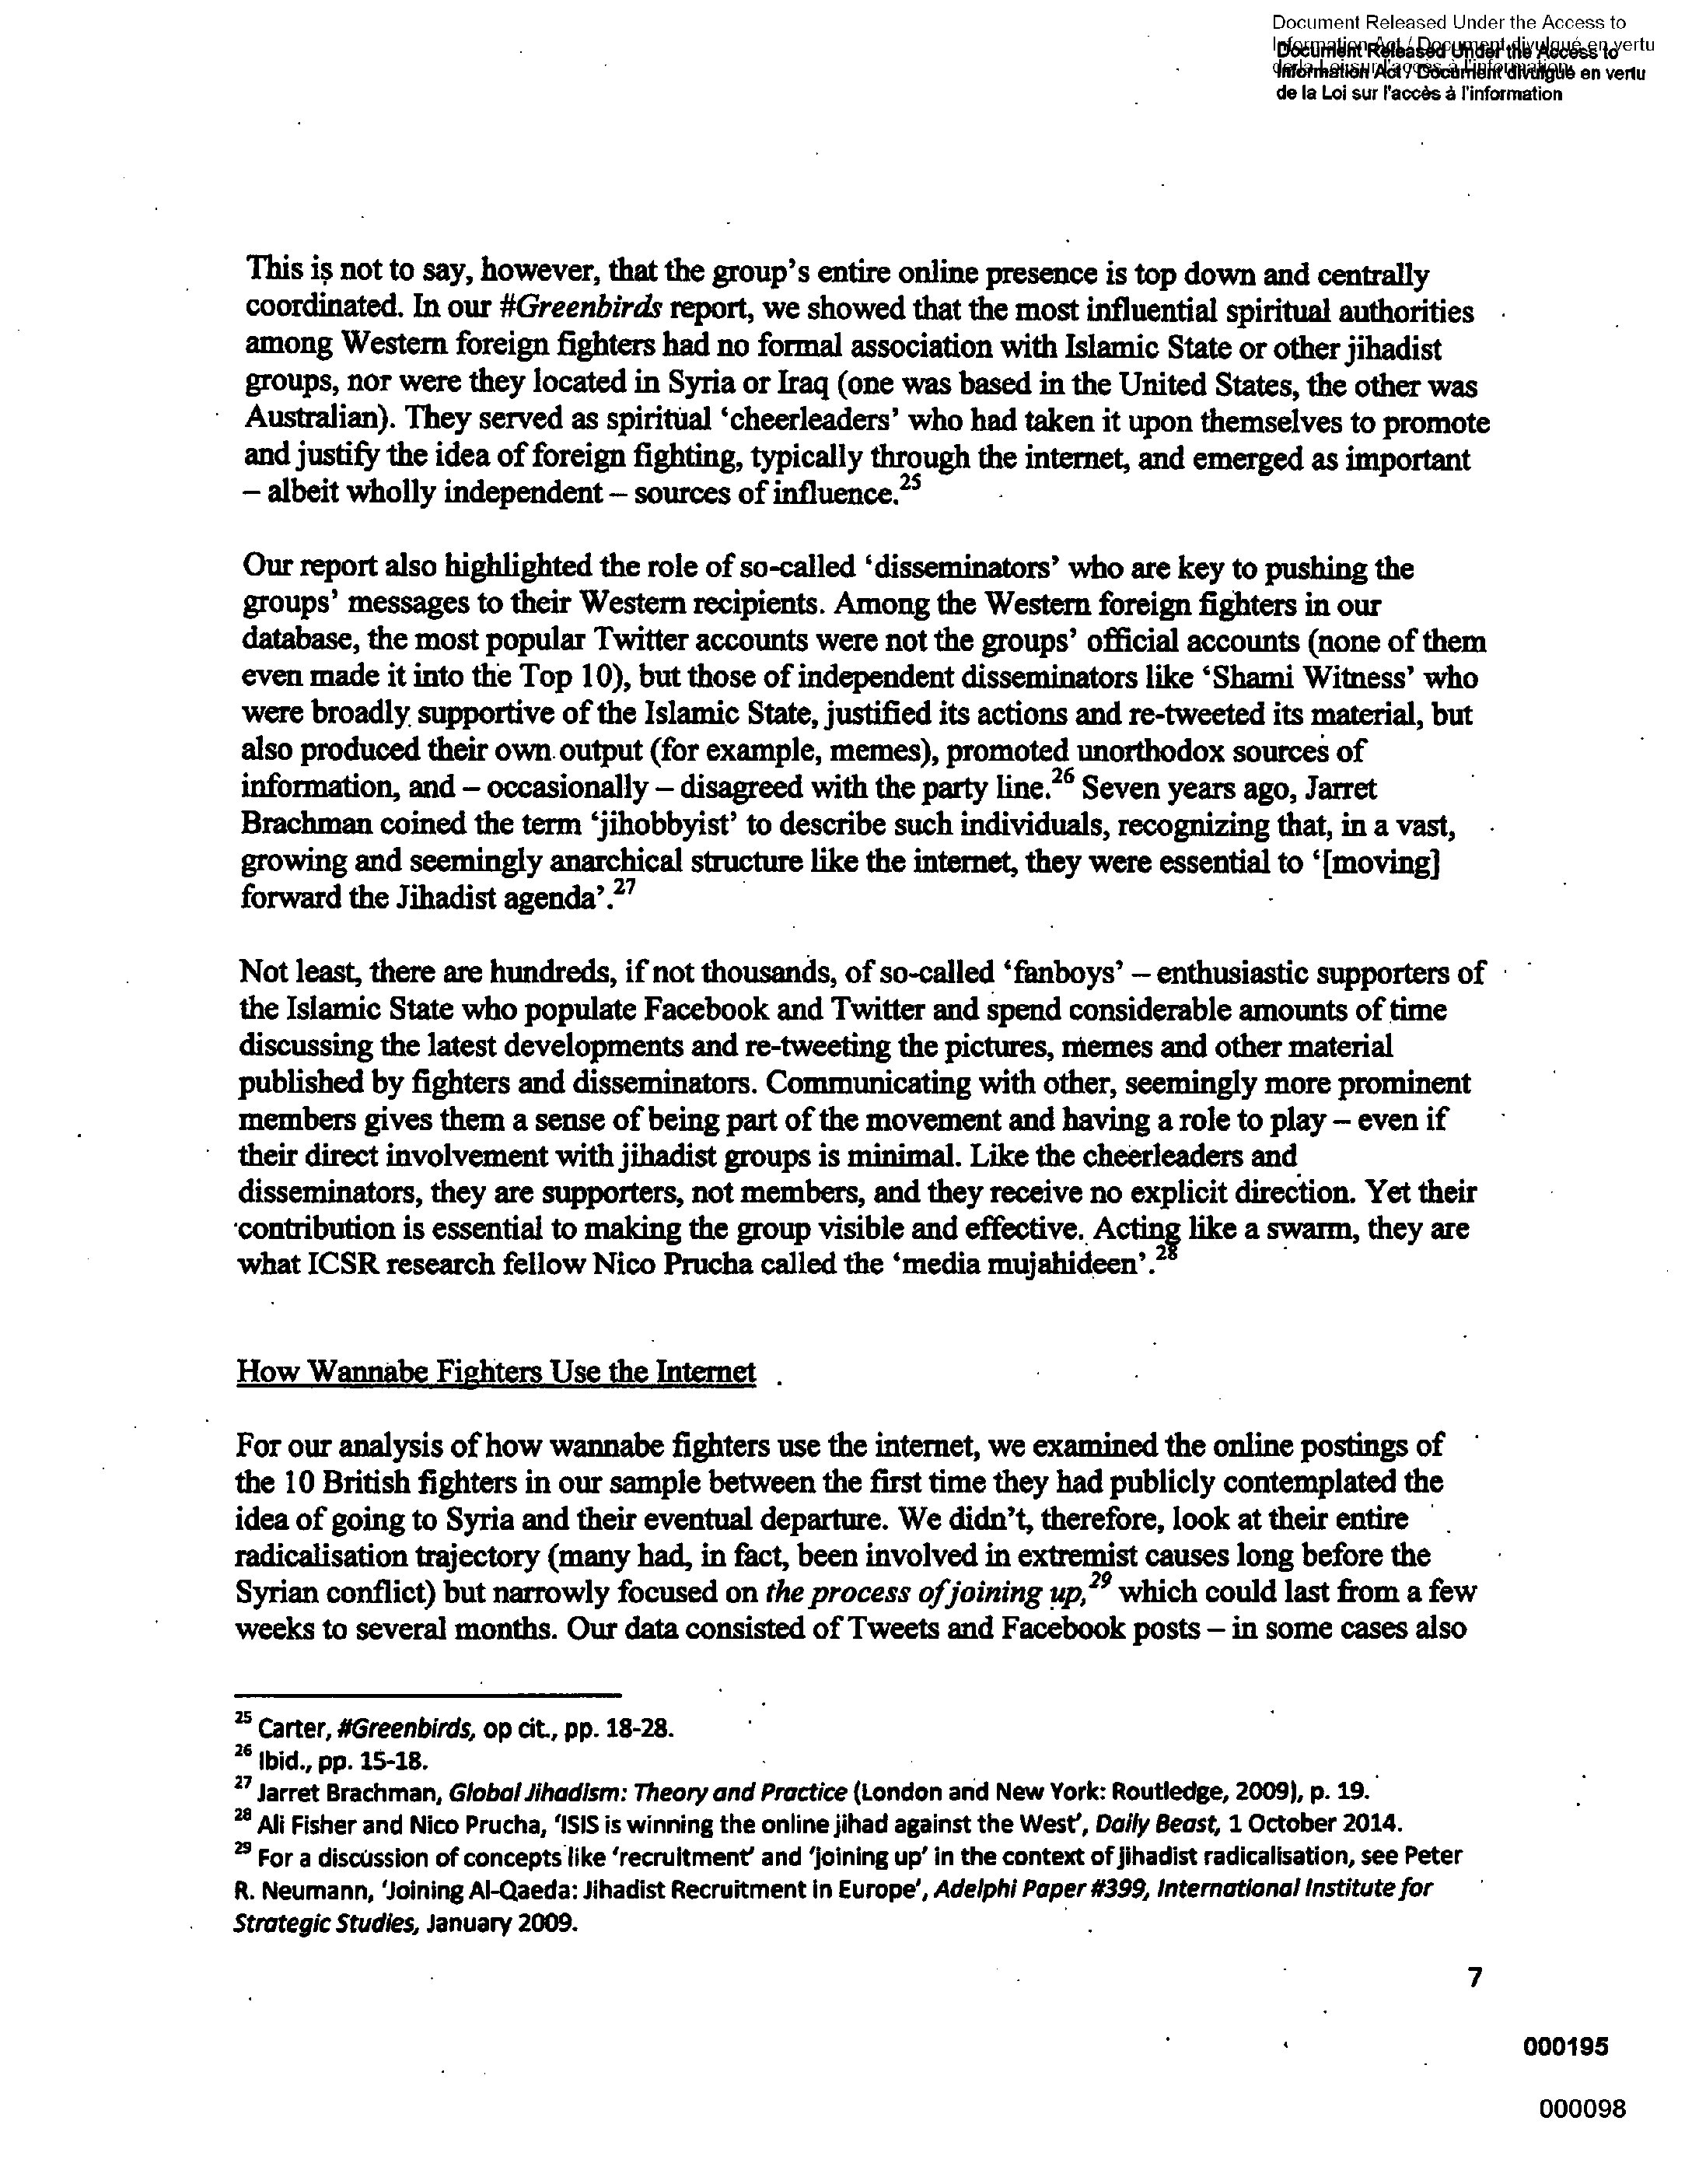 Document Released Under the Access to
Information Act / Document divulgué en vertu
de la Loi sur l'accès à l'information
Document Released Under the Access to
Information Act / Document divulgué en vertu
de la Loi sur l'accès à l'information
This is not to say, however, that the group's entire online presence is top down and centrally
coordinated. In our #Greenbirds report, we showed that the most influential spiritual authorities
among Western foreign fighters had no formal association with Islamic State or other jihadist
groups, nor were they located in Syria or Iraq (one was based in the United States, the other was
Australian). They served as spiritual ‘cheerleaders’ who had taken it upon themselves to promote
and justify the idea of foreign fighting, typically through the internet, and emerged as important
– albeit wholly independent – sources of influence.25
Our report also highlighted the role of so-called ‘disseminators’ who are key to pushing the
groups’ messages to their Western recipients. Among the Western foreign fighters in our
database, the most popular Twitter accounts were not the groups’ official accounts (none of them
even made it into the Top 10), but those of independent disseminators like ‘Shami Witness’ who
were broadly supportive of the Islamic State, justified its actions and re-tweeted its material, but
also produced their own output (for example, memes), promoted unorthodox sources of
information, and – occasionally – disagreed with the party line.26 Seven years ago, Jarret
Brachman coined the term ‘jihobbyist’ to describe such individuals, recognizing that, in a vast,
growing and seemingly anarchical structure like the internet, they were essential to ‘[moving]
forward the Jihadist agenda’.27
Not least, there are hundreds, if not thousands, of so-called ‘fanboys’ – enthusiastic supporters of
the Islamic State who populate Facebook and Twitter and spend considerable amounts of time
discussing the latest developments and re-tweeting the pictures, memes and other material
published by fighters and disseminators. Communicating with other, seemingly more prominent
members gives them a sense of being part of the movement and having a role to play – even if
their direct involvement with jihadist groups is minimal. Like the cheerleaders and
disseminators, they are supporters, not members, and they receive no explicit direction. Yet their
contribution is essential to making the group visible and effective. Acting like a swarm, they are
what ICSR research fellow Nico Prucha called the ‘media mujahideen’.28
How Wannabe Fighters Use the Internet
For our analysis of how wannabe fighters use the internet, we examined the online postings of
the 10 British fighters in our sample between the first time they had publicly contemplated the
idea of going to Syria and their eventual departure. We didn’t, therefore, look at their entire
radicalisation trajectory (many had, in fact, been involved in extremist causes long before the
Syrian conflict) but narrowly focused on the process of joining up,29 which could last from a few
weeks to several months. Our data consisted of Tweets and Facebook posts – in some cases also
25 Carter, #Greenbirds, op cit., pp. 18-28.
26 Ibid., pp. 15-18.
27 Jarret Brachman, Global Jihadism: Theory and Practice (London and New York: Routledge, 2009), p. 19.
28 Ali Fisher and Nico Prucha, ‘ISIS is winning the online jihad against the West’, Daily Beast, 1 October 2014.
29 For a discussion of concepts like ‘recruitment’ and ‘joining up’ in the context of jihadist radicalisation, see Peter
R. Neumann, ‘Joining Al-Qaeda: Jihadist Recruitment in Europe’, Adelphi Paper #399, International Institute for
Strategic Studies, January 2009.
7
000195
000098